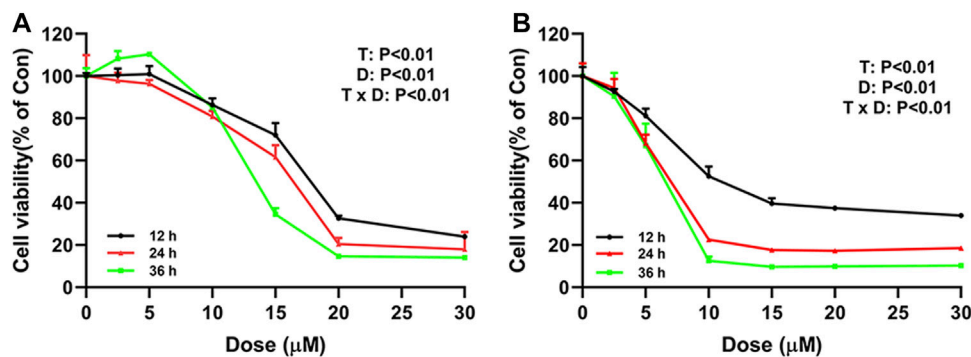 A
Cell viability(% of Con)
120
100
80
60
40
20
0
T: P<0.01
D: P<0.01
T x D: P<0.01
12 h
24 h
36 h
0 5 10 15 20 25 30
Dose (μM)
B
Cell viability(% of Con)
120
100
80
60
40
20
0
T: P<0.01
D: P<0.01
T x D: P<0.01
12 h
24 h
36 h
0 5 10 15 20 25 30
Dose (μM)